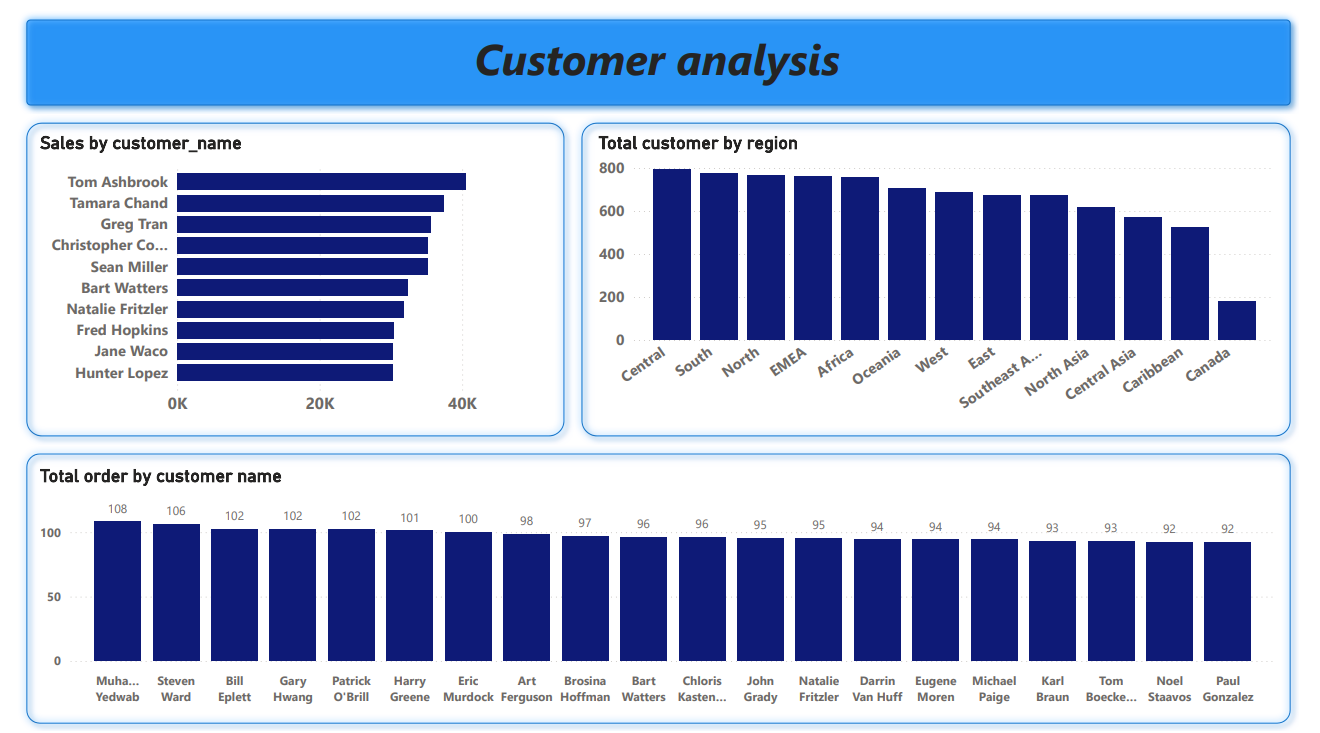 Customer analysis
Sales by customer_name
Tom Ashbrook
Tamara Chand
Greg Tran
Christopher Co...
Sean Miller
Bart Watters
Natalie Fritzler
Fred Hopkins
Jane Waco
Hunter Lopez
0K 20K 40K
Total customer by region
800
600
400
200
0
Central South North EMEA Africa Oceania West East Southeast A... North Asia Central Asia Caribbean Canada
Total order by customer name
108 106 102 102 102 101 100 98 97 96 96 95 95 94 94 94 93 93 92 92
100
50
0
Muha... Steven Bill Gary Patrick Harry Eric Art Brosina Bart Chloris John Natalie Darrin Eugene Michael Karl Tom Noel Paul
Yedwab Ward Eplett Hwang O'Brill Greene Murdock Ferguson Hoffman Watters Kasten... Grady Fritzler Van Huff Moren Paige Braun Boecke... Staavos Gonzalez